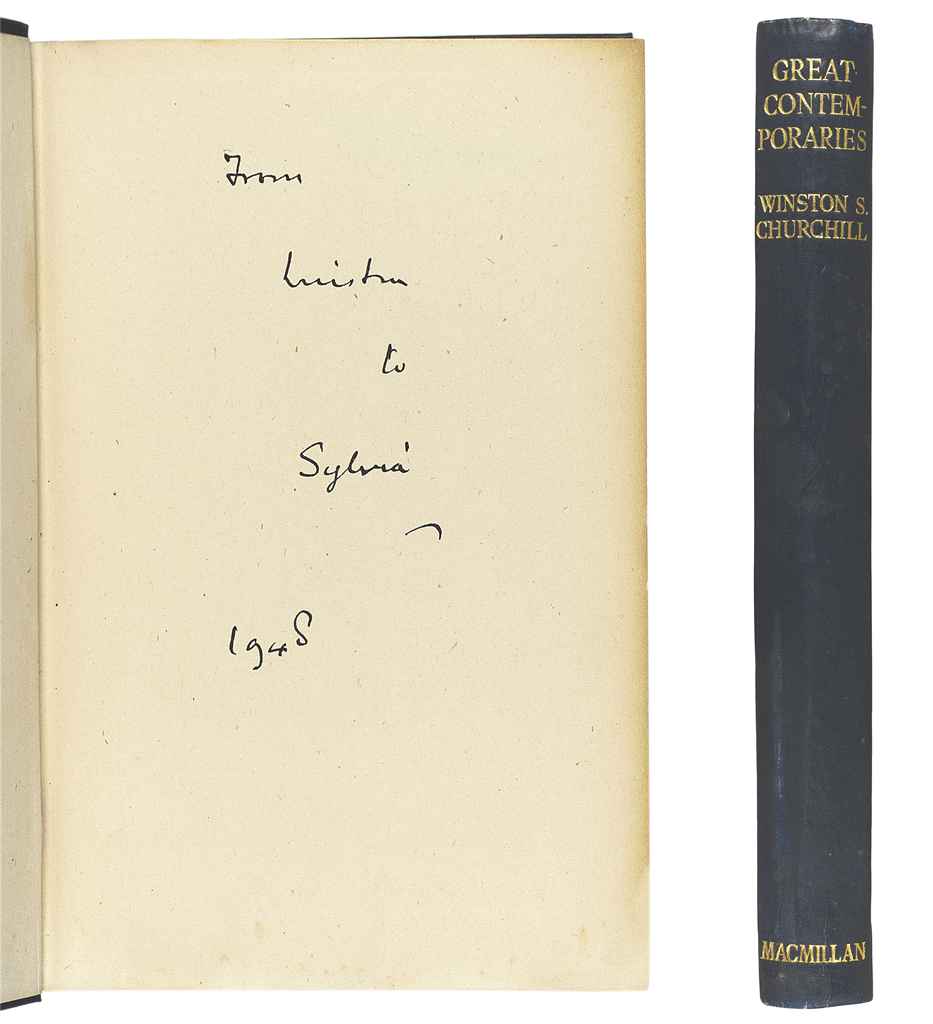 From
Winston
to
Sylvia
1948
GREAT
CONTEM-
PORARIES
WINSTON S.
CHURCHILL
MACMILLAN